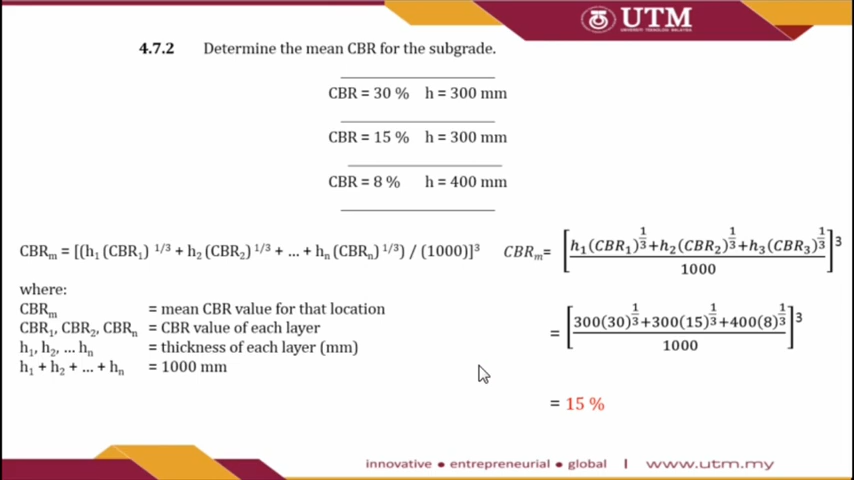 UTM
UNIVERSITI TEKNOLOGI MALAYSIA
4.7.2 Determine the mean CBR for the subgrade.
CBR = 30 % h = 300 mm
CBR = 15 % h = 300 mm
CBR = 8 % h = 400 mm
CBRₘ = [(h₁ (CBR₁) ¹/³ + h₂ (CBR₂) ¹/³ + ... + hₙ (CBRₙ) ¹/³) / (1000)]³
CBRₘ= [h₁(CBR₁)^(1/3)+h₂(CBR₂)^(1/3)+h₃(CBR₃)^(1/3) / 1000]³
where:
CBRₘ = mean CBR value for that location
CBR₁, CBR₂, CBRₙ = CBR value of each layer
h₁, h₂, ... hₙ = thickness of each layer (mm)
h₁ + h₂ + ... + hₙ = 1000 mm
= [300(30)^(1/3)+300(15)^(1/3)+400(8)^(1/3) / 1000]³
= 15 %
innovative ● entrepreneurial ● global | www.utm.my